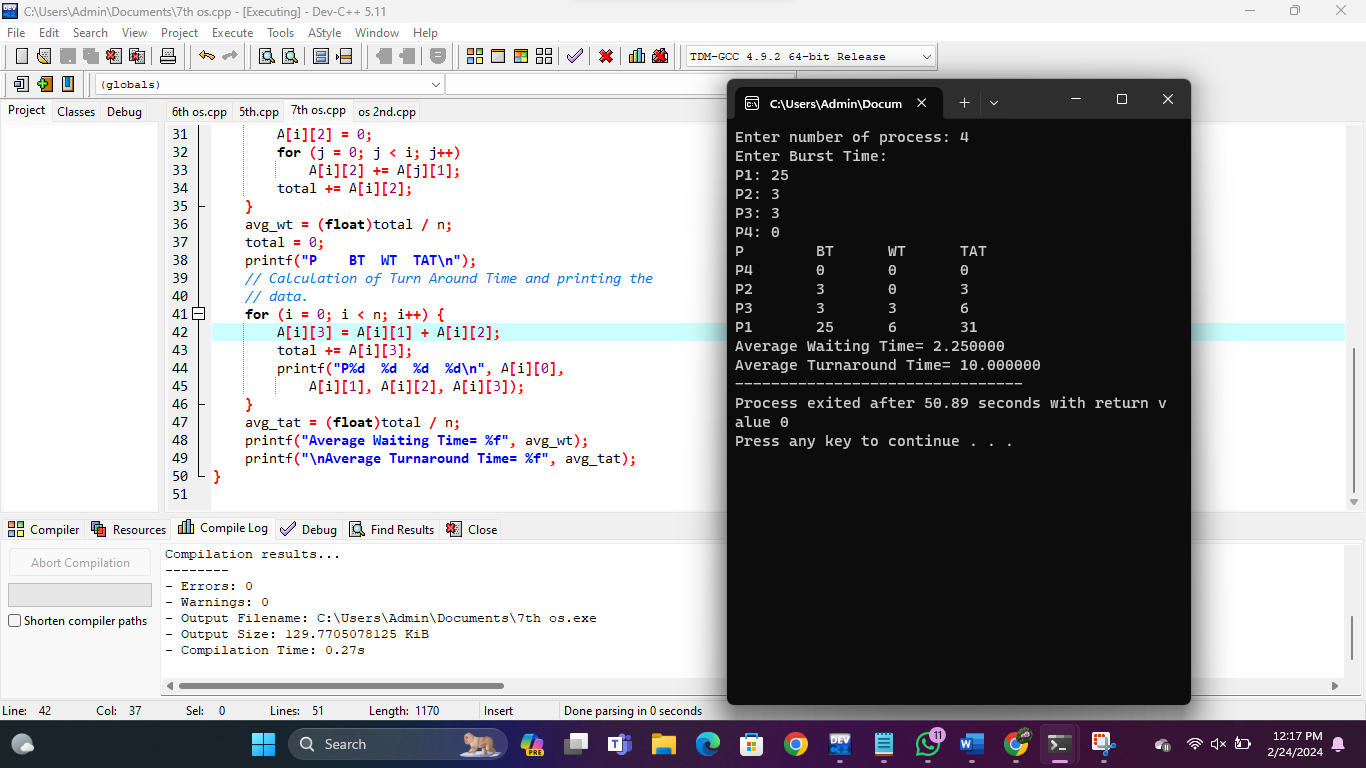 C:\Users\Admin\Documents\7th os.cpp - [Executing] - Dev-C++ 5.11
File Edit Search View Project Execute Tools AStyle Window Help
TDM-GCC 4.9.2 64-bit Release
(globals)
Project Classes Debug
6th os.cpp 5th.cpp 7th os.cpp os 2nd.cpp
31 A[i][2] = 0;
32 for (j = 0; j < i; j++)
33 A[i][2] += A[j][1];
34 total += A[i][2];
35 }
36 avg_wt = (float)total / n;
37 total = 0;
38 printf("P    BT  WT  TAT\n");
39 // Calculation of Turn Around Time and printing the
40 // data.
41 for (i = 0; i < n; i++) {
42 A[i][3] = A[i][1] + A[i][2];
43 total += A[i][3];
44 printf("P%d  %d  %d  %d\n", A[i][0],
45 A[i][1], A[i][2], A[i][3]);
46 }
47 avg_tat = (float)total / n;
48 printf("Average Waiting Time= %f", avg_wt);
49 printf("\nAverage Turnaround Time= %f", avg_tat);
50 }
51
C:\Users\Admin\Docum
Enter number of process: 4
Enter Burst Time:
P1: 25
P2: 3
P3: 3
P4: 0
P BT WT TAT
P4 0 0 0
P2 3 0 3
P3 3 3 6
P1 25 6 31
Average Waiting Time= 2.250000
Average Turnaround Time= 10.000000
--------------------------------
Process exited after 50.89 seconds with return v
alue 0
Press any key to continue . . .
Compiler Resources Compile Log Debug Find Results Close
Abort Compilation
Shorten compiler paths
Compilation results...
--------
- Errors: 0
- Warnings: 0
- Output Filename: C:\Users\Admin\Documents\7th os.exe
- Output Size: 129.7705078125 KiB
- Compilation Time: 0.27s
Line: 42 Col: 37 Sel: 0 Lines: 51 Length: 1170 Insert Done parsing in 0 seconds
Search
PRE
DEV
11
12:17 PM
2/24/2024